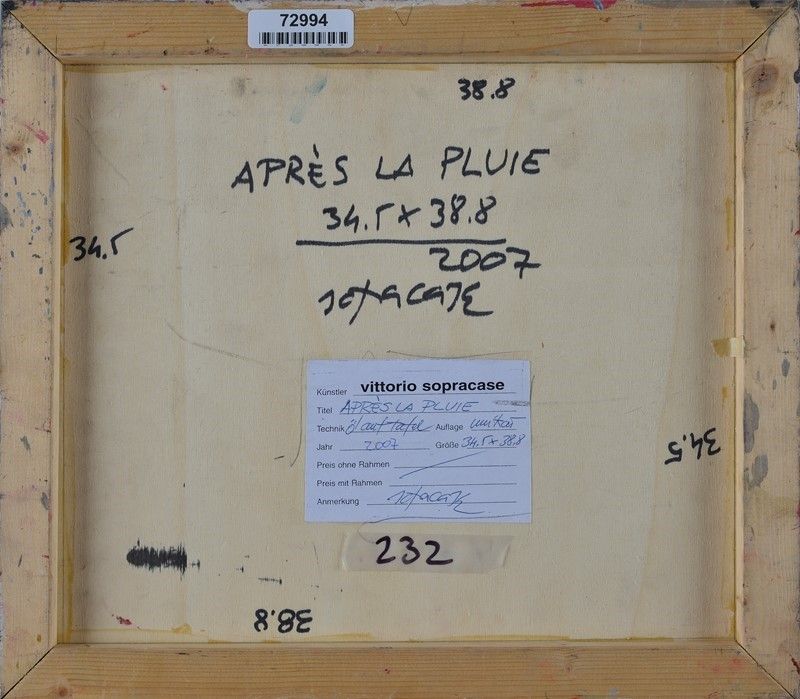 72994
38.8
APRÈS LA PLUIE
34.5 x 38.8
34.5
2007
sopracase
Künstler vittorio sopracase
Titel APRÈS LA PLUIE
Technik öl auf tafel Auflage unikat
Jahr 2007 Größe 34.5 x 38.8
34.5
Preis ohne Rahmen
Preis mit Rahmen
Anmerkung sopracase
232
38.8